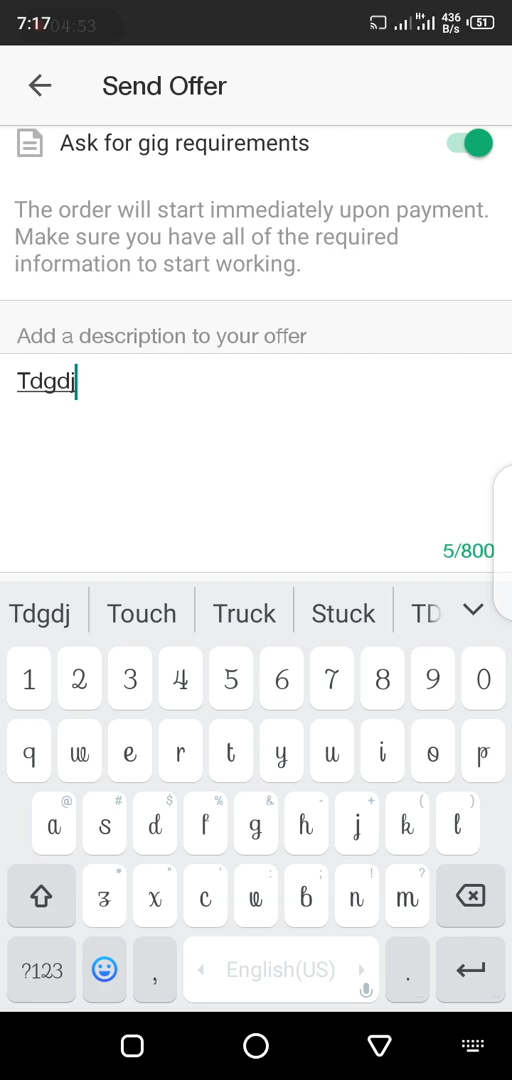 7:17 04:53 H+ 436 B/s 51
Send Offer
Ask for gig requirements
The order will start immediately upon payment.
Make sure you have all of the required
information to start working.
Add a description to your offer
Tdgdj
5/800
Tdgdj Touch Truck Stuck TD
1 2 3 4 5 6 7 8 9 0
q w e r t y u i o p
@ # $ % & - + ( )
a s d f g h j k l
* " ' : ; ! ?
z x c v b n m
?123 , English(US) .